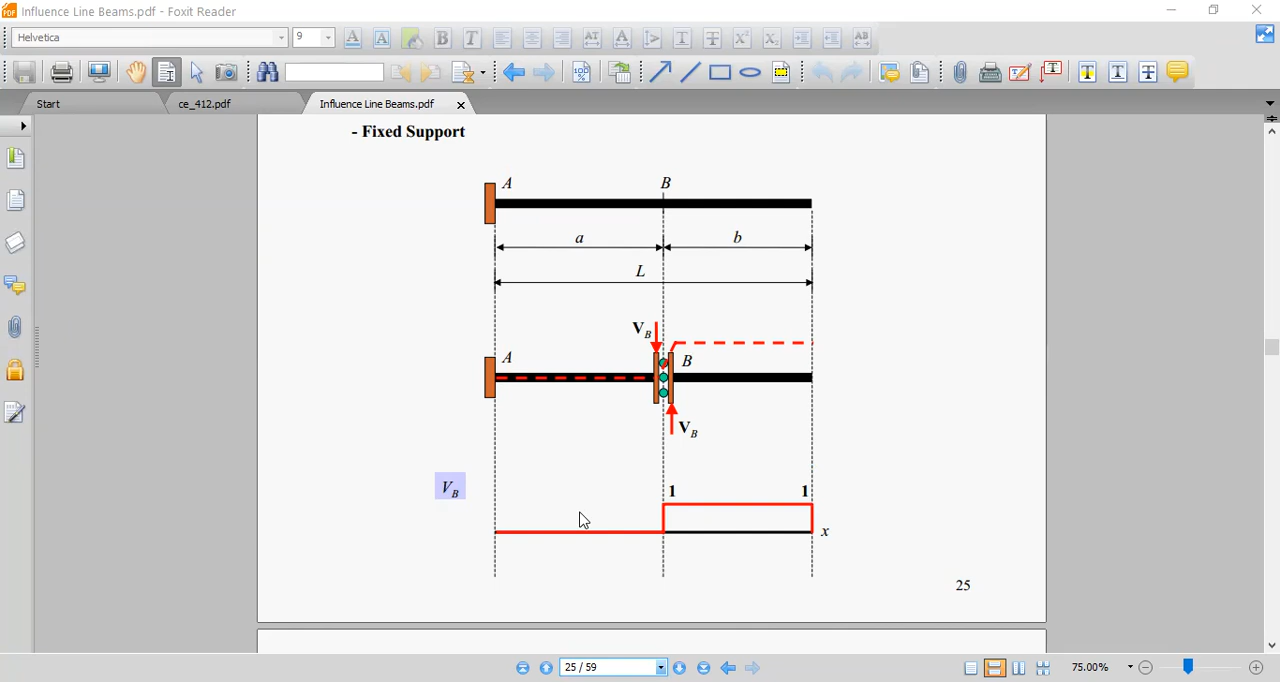 Influence Line Beams.pdf - Foxit Reader
Helvetica 9
Start ce_412.pdf Influence Line Beams.pdf
- Fixed Support
A B
a b
L
V_B
A B
V_B
V_B 1 1
x
25
25 / 59 75.00%